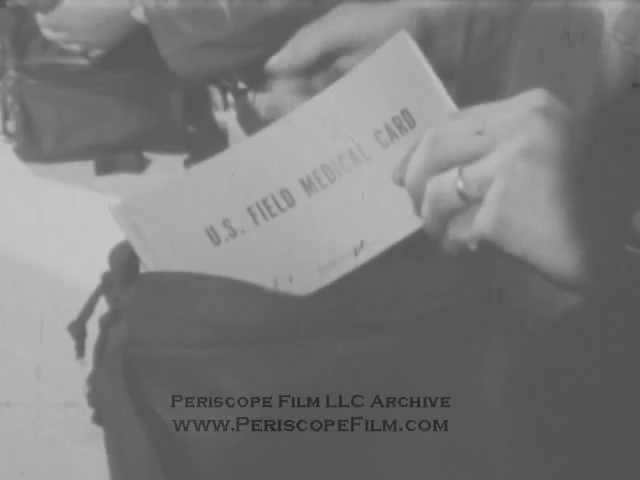 U.S. FIELD MEDICAL CARD
PERISCOPE FILM LLC ARCHIVE
WWW.PERISCOPEFILM.COM